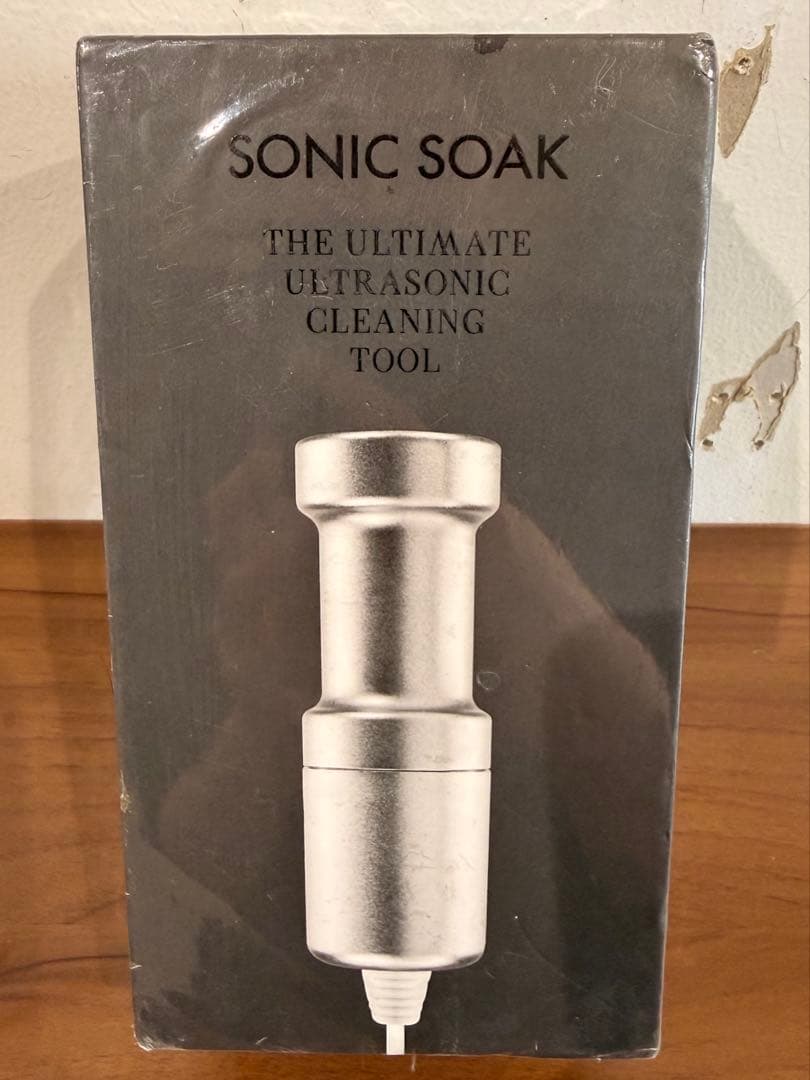 SONIC SOAK
THE ULTIMATE
ULTRASONIC
CLEANING
TOOL